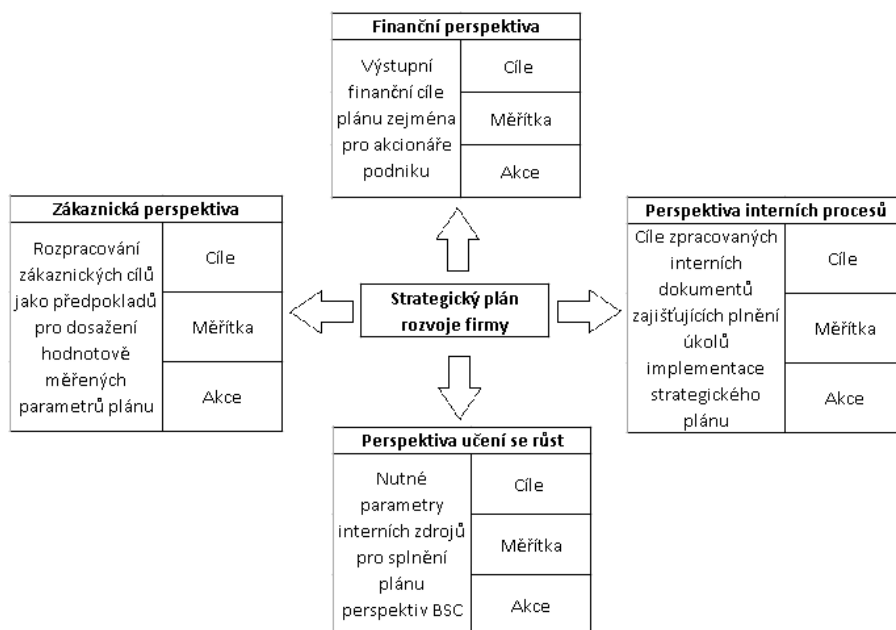 Finanční perspektiva
Výstupní
finanční cíle
plánu zejména
pro akcionáře
podniku
Cíle
Měřítka
Akce
Zákaznická perspektiva
Rozpracování
zákaznických cílů
jako předpokladů
pro dosažení
hodnotově
měřených
parametrů plánu
Cíle
Měřítka
Akce
Strategický plán
rozvoje firmy
Perspektiva interních procesů
Cíle zpracovaných
interních
dokumentů
zajišťujících plnění
úkolů
implementace
strategického
plánu
Cíle
Měřítka
Akce
Perspektiva učení se růst
Nutné
parametry
interních zdrojů
pro splnění
plánu
perspektiv BSC
Cíle
Měřítka
Akce